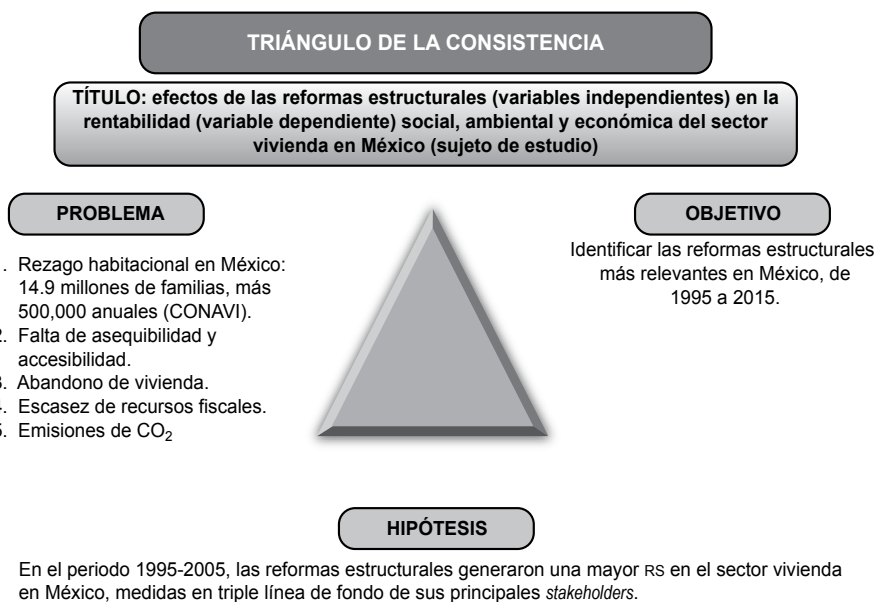 TRIÁNGULO DE LA CONSISTENCIA
TÍTULO: efectos de las reformas estructurales (variables independientes) en la
rentabilidad (variable dependiente) social, ambiental y económica del sector
vivienda en México (sujeto de estudio)
PROBLEMA
. Rezago habitacional en México:
14.9 millones de familias, más
500,000 anuales (CONAVI).
2. Falta de asequibilidad y
accesibilidad.
3. Abandono de vivienda.
4. Escasez de recursos fiscales.
5. Emisiones de CO₂
OBJETIVO
Identificar las reformas estructurales
más relevantes en México, de
1995 a 2015.
HIPÓTESIS
En el periodo 1995-2005, las reformas estructurales generaron una mayor RS en el sector vivienda
en México, medidas en triple línea de fondo de sus principales stakeholders.